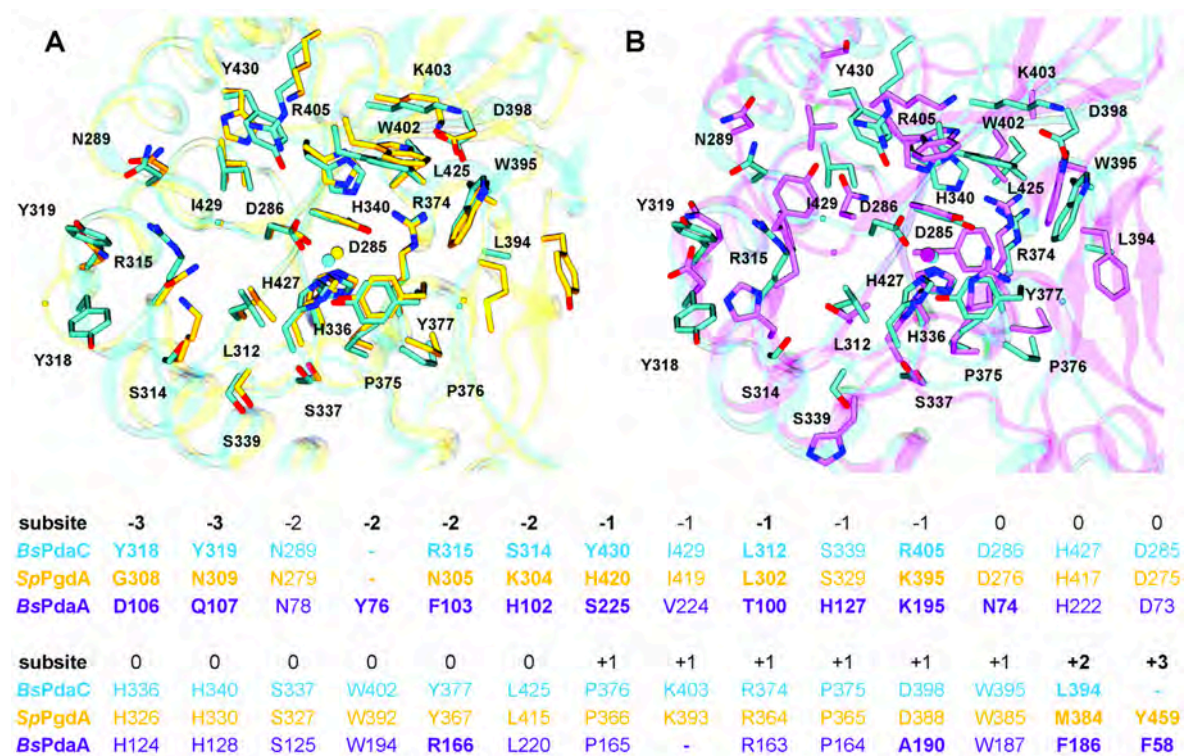 A
Y430
K403
R405
D398
W402
N289
W395
L425
I429
R374
Y319
D286
H340
L394
D285
R315
H427
Y377
H336
Y318
L312
P376
S314
P375
S337
S339
B
Y430
K403
R405
D398
N289
W402
W395
L425
H340
Y319
I429
D286
D285
L394
R374
R315
H427
Y377
L312
H336
Y318
P376
S314
P375
S337
S339
subsite -3 -3 -2 -2 -2 -2 -1 -1 -1 -1 -1 0 0 0
BsPdaC Y318 Y319 N289 - R315 S314 Y430 I429 L312 S339 R405 D286 H427 D285
SpPgdA G308 N309 N279 - N305 K304 H420 I419 L302 S329 K395 D276 H417 D275
BsPdaA D106 Q107 N78 Y76 F103 H102 S225 V224 T100 H127 K195 N74 H222 D73
subsite 0 0 0 0 0 0 +1 +1 +1 +1 +1 +1 +2 +3
BsPdaC H336 H340 S337 W402 Y377 L425 P376 K403 R374 P375 D398 W395 L394 -
SpPgdA H326 H330 S327 W392 Y367 L415 P366 K393 R364 P365 D388 W385 M384 Y459
BsPdaA H124 H128 S125 W194 R166 L220 P165 - R163 P164 A190 W187 F186 F58